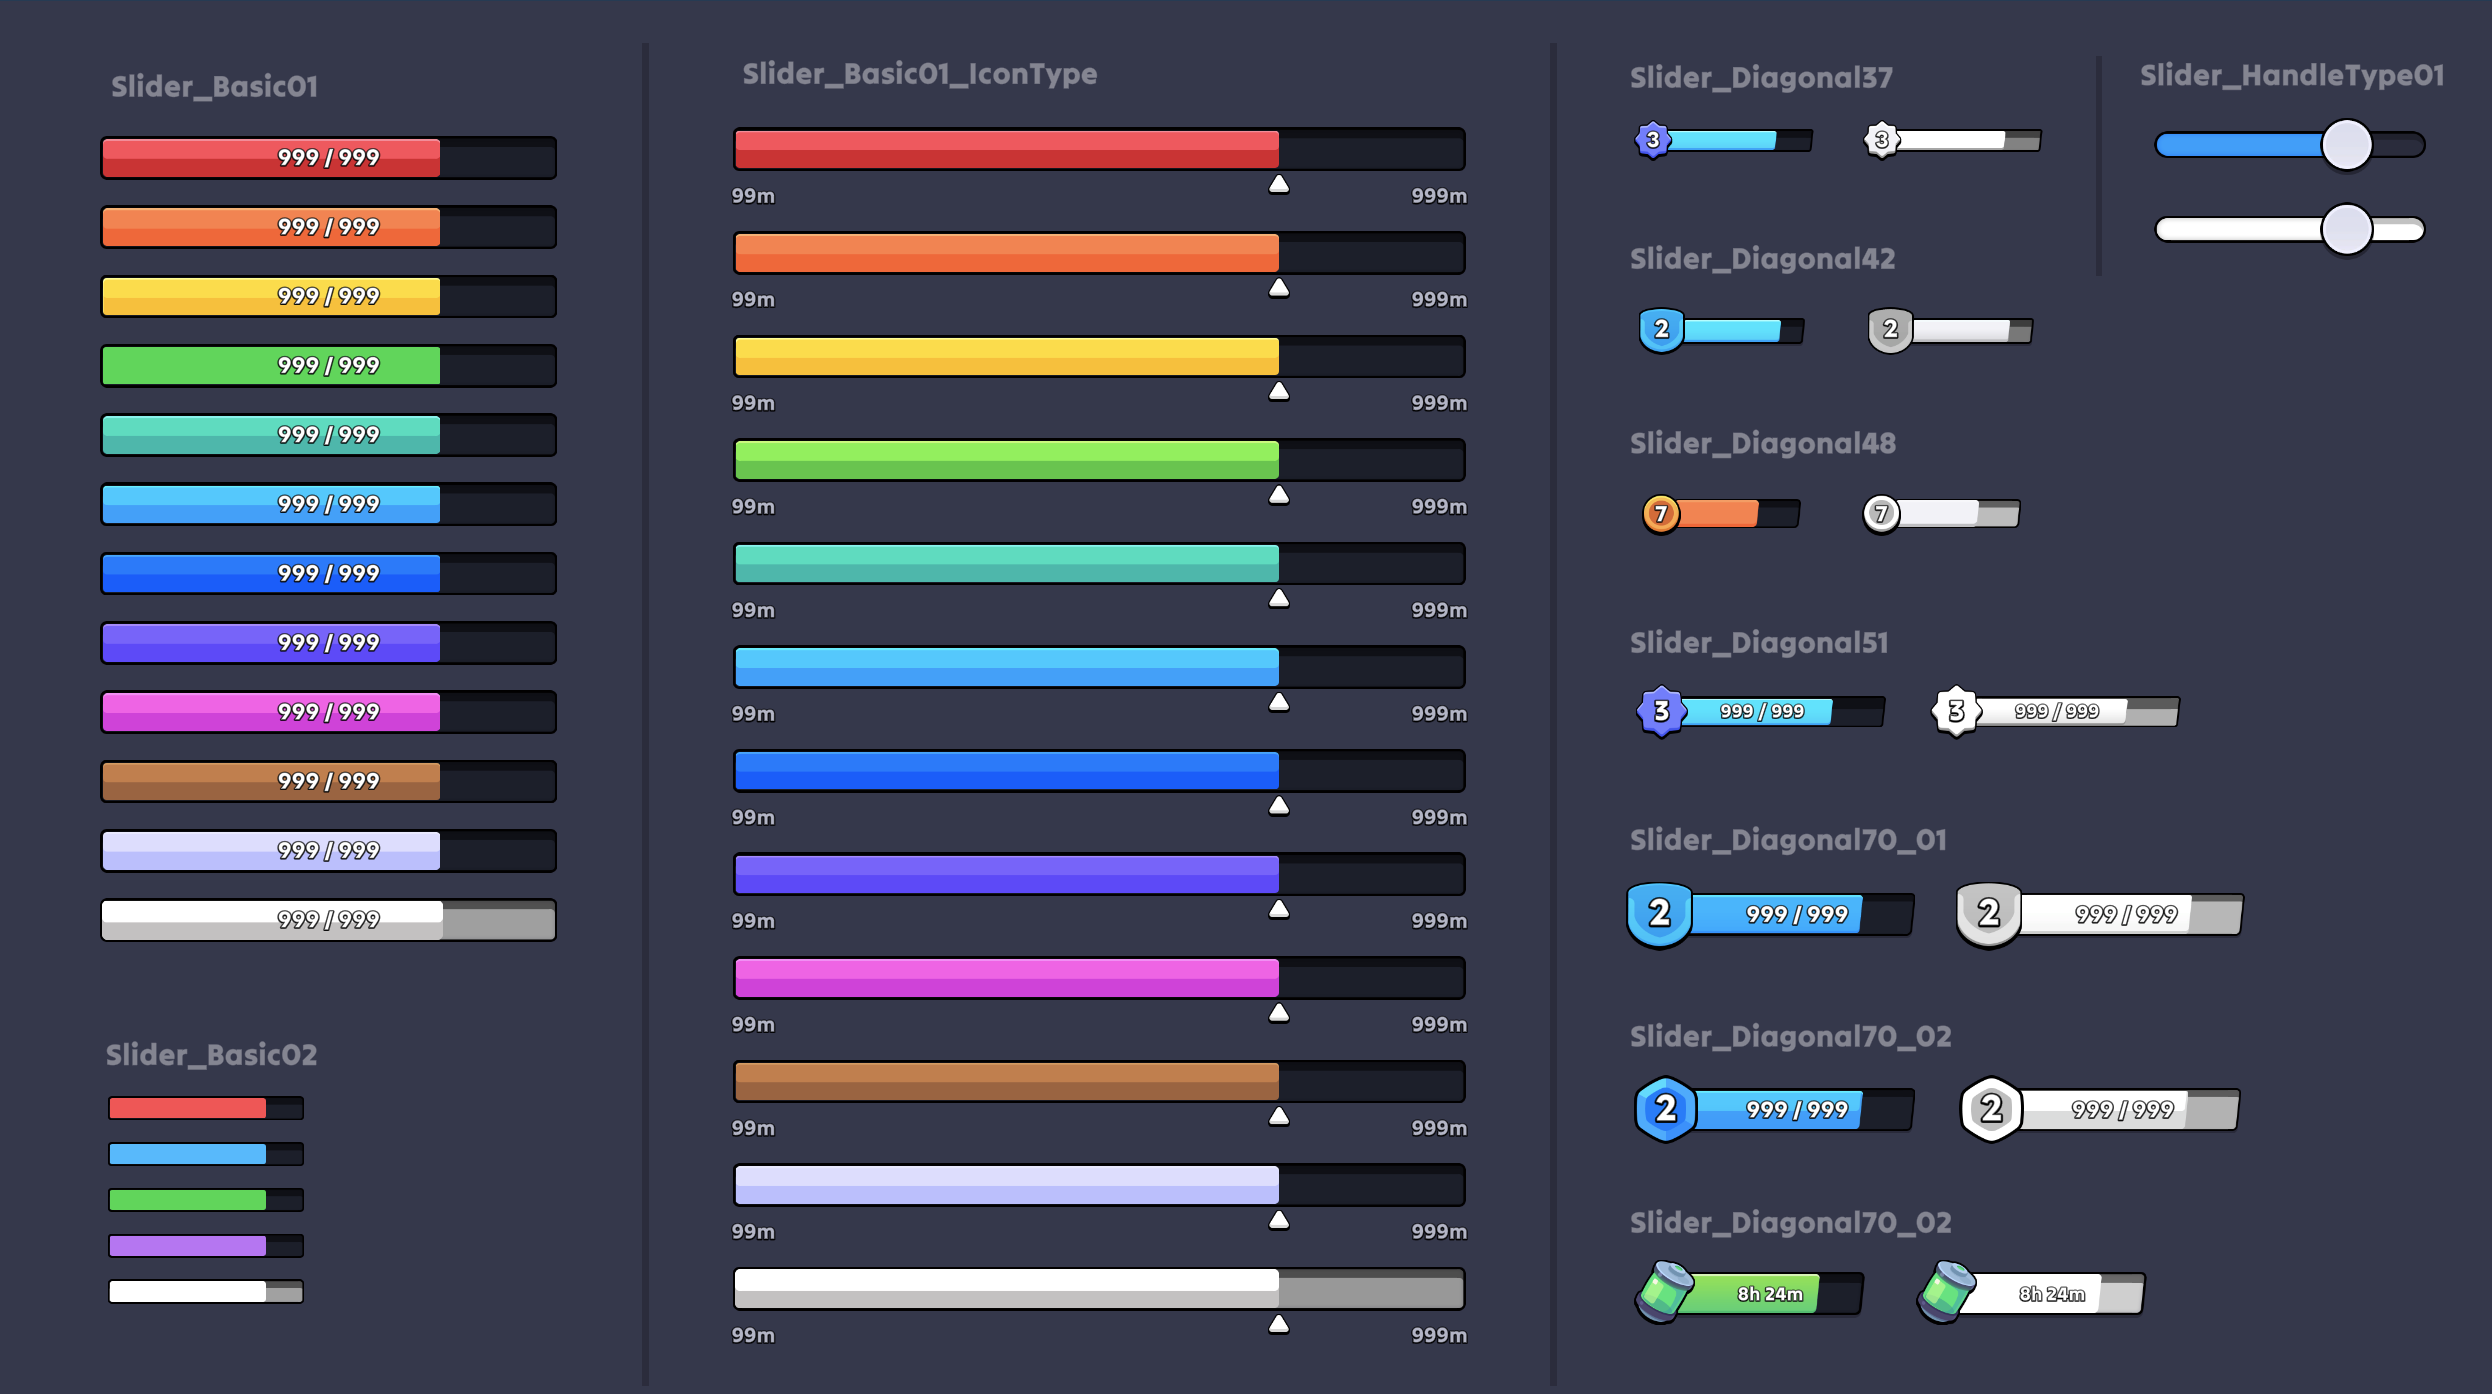 Slider_Basic01
999 / 999
999 / 999
999 / 999
999 / 999
999 / 999
999 / 999
999 / 999
999 / 999
999 / 999
999 / 999
999 / 999
999 / 999
Slider_Basic02
Slider_Basic01_IconType
99m 999m
99m 999m
99m 999m
99m 999m
99m 999m
99m 999m
99m 999m
99m 999m
99m 999m
99m 999m
99m 999m
99m 999m
Slider_Diagonal37
3 3
Slider_Diagonal42
2 2
Slider_Diagonal48
7 7
Slider_Diagonal51
3 999 / 999 3 999 / 999
Slider_Diagonal70_01
2 999 / 999 2 999 / 999
Slider_Diagonal70_02
2 999 / 999 2 999 / 999
Slider_Diagonal70_02
8h 24m 8h 24m
Slider_HandleType01